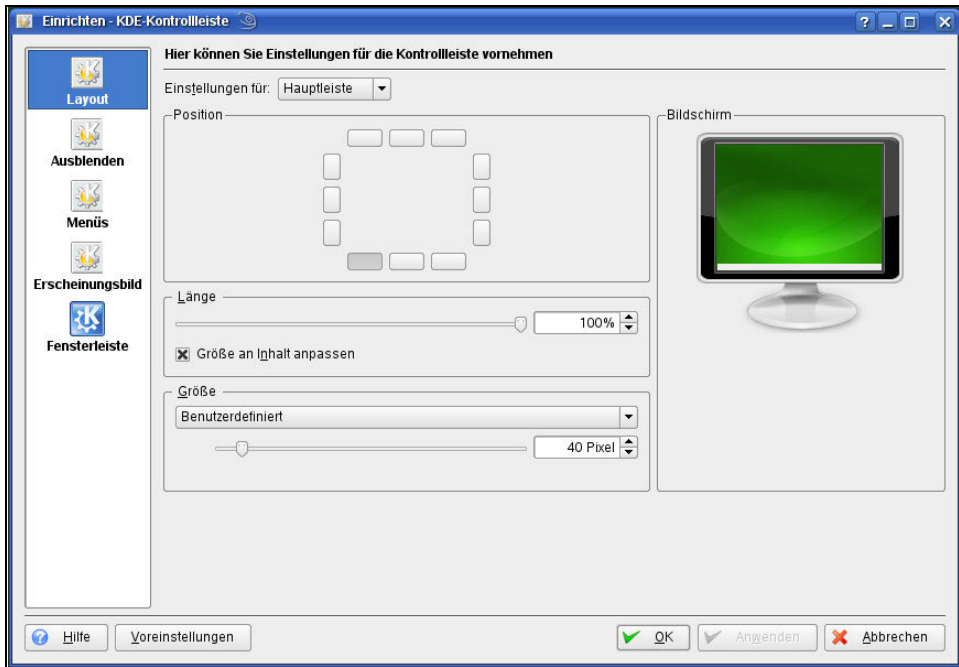 Einrichten - KDE-Kontrollleiste
Layout
Ausblenden
Menüs
Erscheinungsbild
Fensterleiste
Hier können Sie Einstellungen für die Kontrollleiste vornehmen
Einstellungen für: Hauptleiste
Position
Bildschirm
Länge
100%
Größe an Inhalt anpassen
Größe
Benutzerdefiniert
40 Pixel
Hilfe
Voreinstellungen
OK
Anwenden
Abbrechen